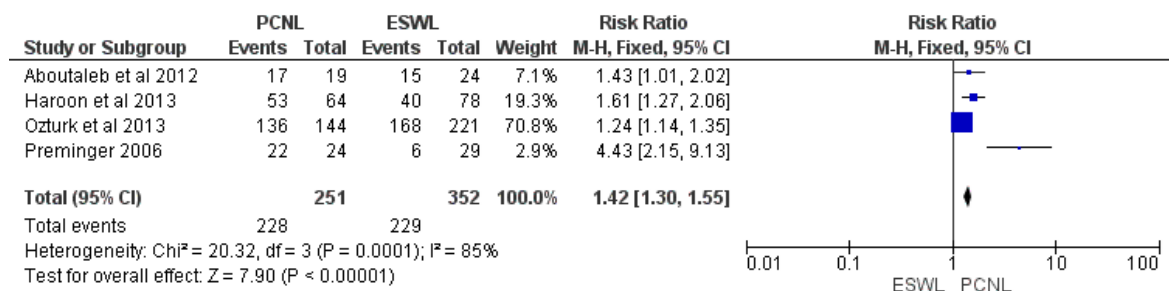 PCNL ESWL Risk Ratio Risk Ratio
Study or Subgroup Events Total Events Total Weight M-H, Fixed, 95% CI M-H, Fixed, 95% CI
Aboutaleb et al 2012 17 19 15 24 7.1% 1.43 [1.01, 2.02]
Haroon et al 2013 53 64 40 78 19.3% 1.61 [1.27, 2.06]
Ozturk et al 2013 136 144 168 221 70.8% 1.24 [1.14, 1.35]
Preminger 2006 22 24 6 29 2.9% 4.43 [2.15, 9.13]
Total (95% CI) 251 352 100.0% 1.42 [1.30, 1.55]
Total events 228 229
Heterogeneity: Chi² = 20.32, df = 3 (P = 0.0001); I² = 85%
Test for overall effect: Z = 7.90 (P < 0.00001)
0.01 0.1 1 10 100
ESWL PCNL